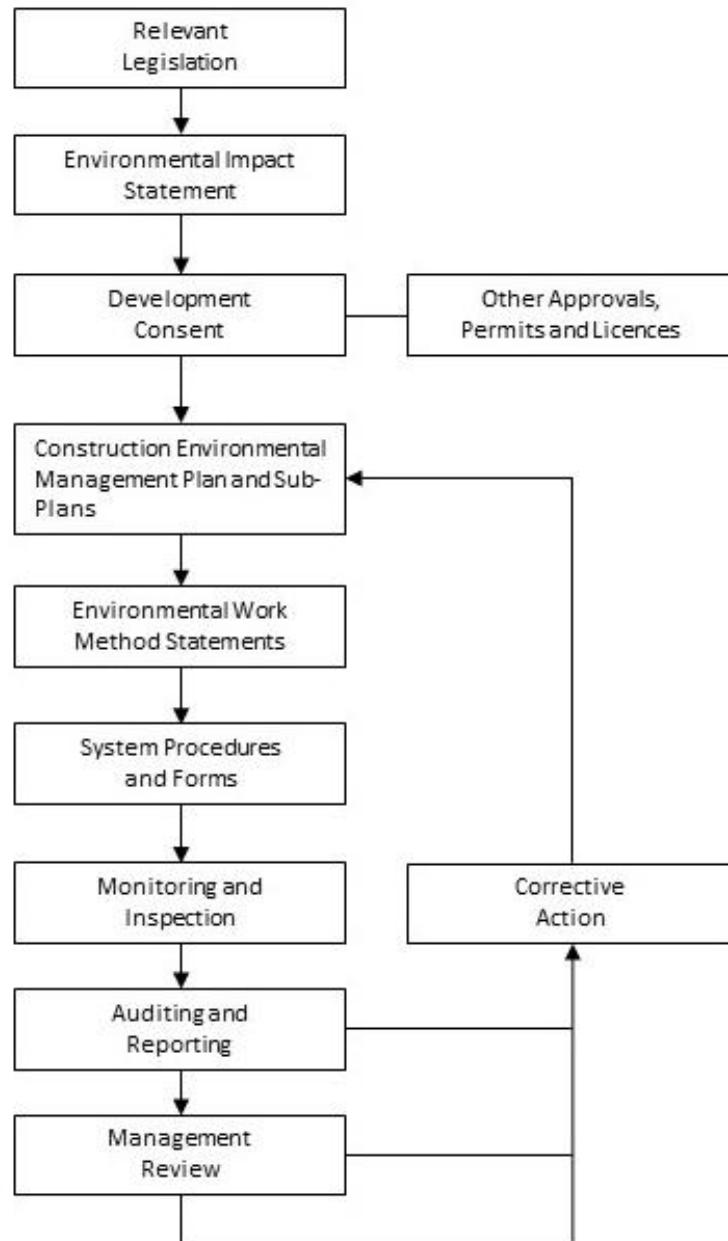 Relevant
Legislation
Environmental Impact
Statement
Development
Consent
Other Approvals,
Permits and Licences
Construction Environmental
Management Plan and Sub-
Plans
Environmental Work
Method Statements
System Procedures
and Forms
Monitoring and
Inspection
Corrective
Action
Auditing and
Reporting
Management
Review